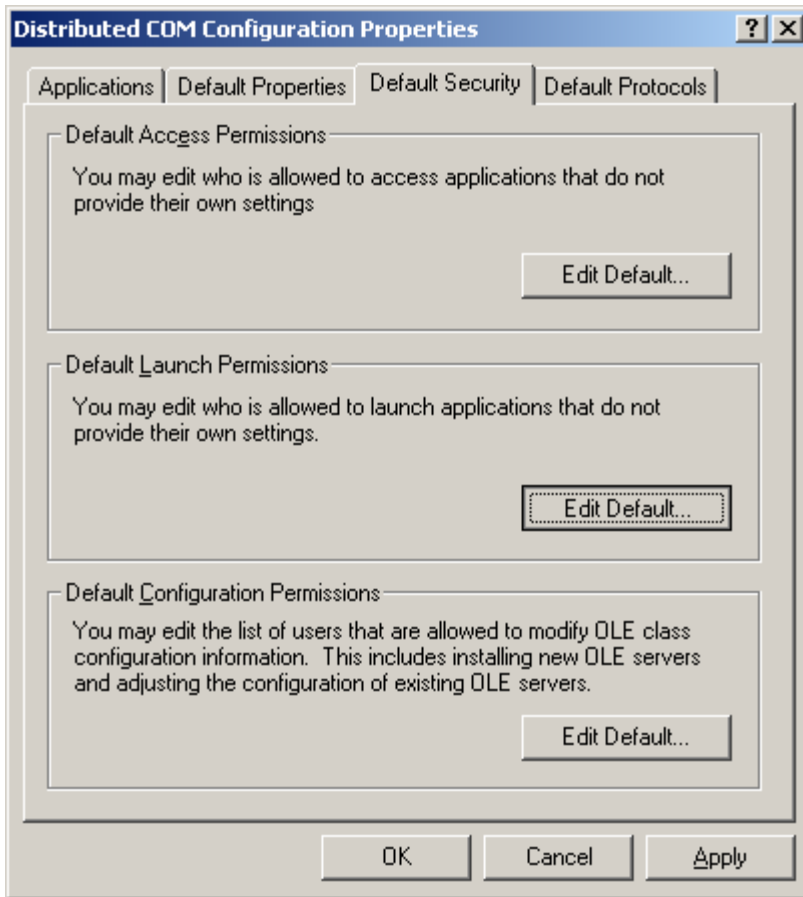 Distributed COM Configuration Properties
Applications
Default Properties
Default Security
Default Protocols
Default Access Permissions
You may edit who is allowed to access applications that do not
provide their own settings
Edit Default...
Default Launch Permissions
You may edit who is allowed to launch applications that do not
provide their own settings.
Edit Default...
Default Configuration Permissions
You may edit the list of users that are allowed to modify OLE class
configuration information.  This includes installing new OLE servers
and adjusting the configuration of existing OLE servers.
Edit Default...
OK
Cancel
Apply